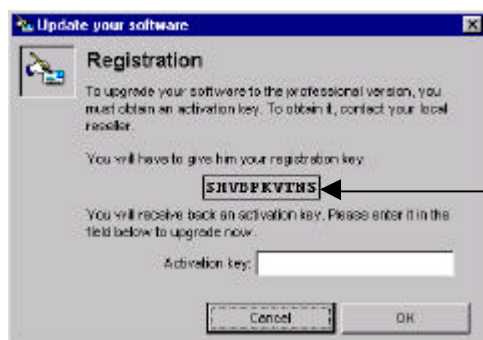 Update your software
Registration
To upgrade your software to the professional version, you
must obtain an activation key. To obtain it, contact your local
reseller.
You will have to give him your registration key:
SHVDPKVTNS
You will receive back an activation key. Please enter it in the
field below to upgrade now.
Activation key:
Cancel
OK